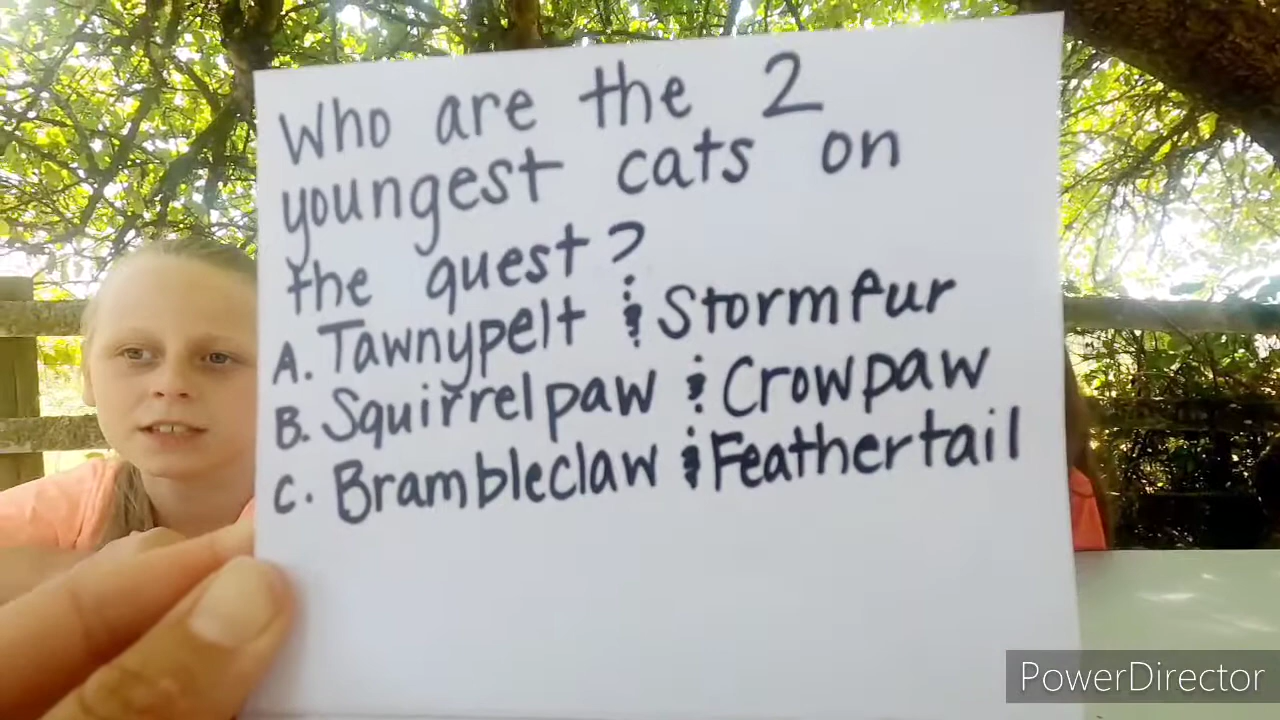 Who are the 2
youngest cats on
the quest?
A. Tawnypelt & Stormfur
B. Squirrelpaw & Crowpaw
C. Brambleclaw & Feathertail
PowerDirector